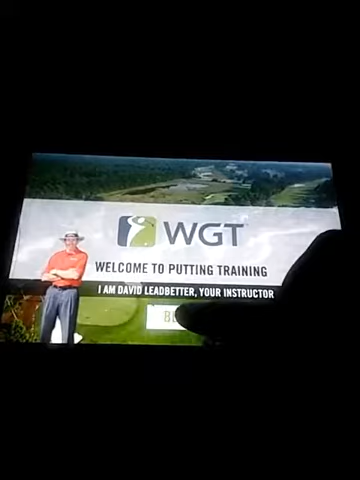 WGT
WELCOME TO PUTTING TRAINING
I AM DAVID LEADBETTER, YOUR INSTRUCTOR